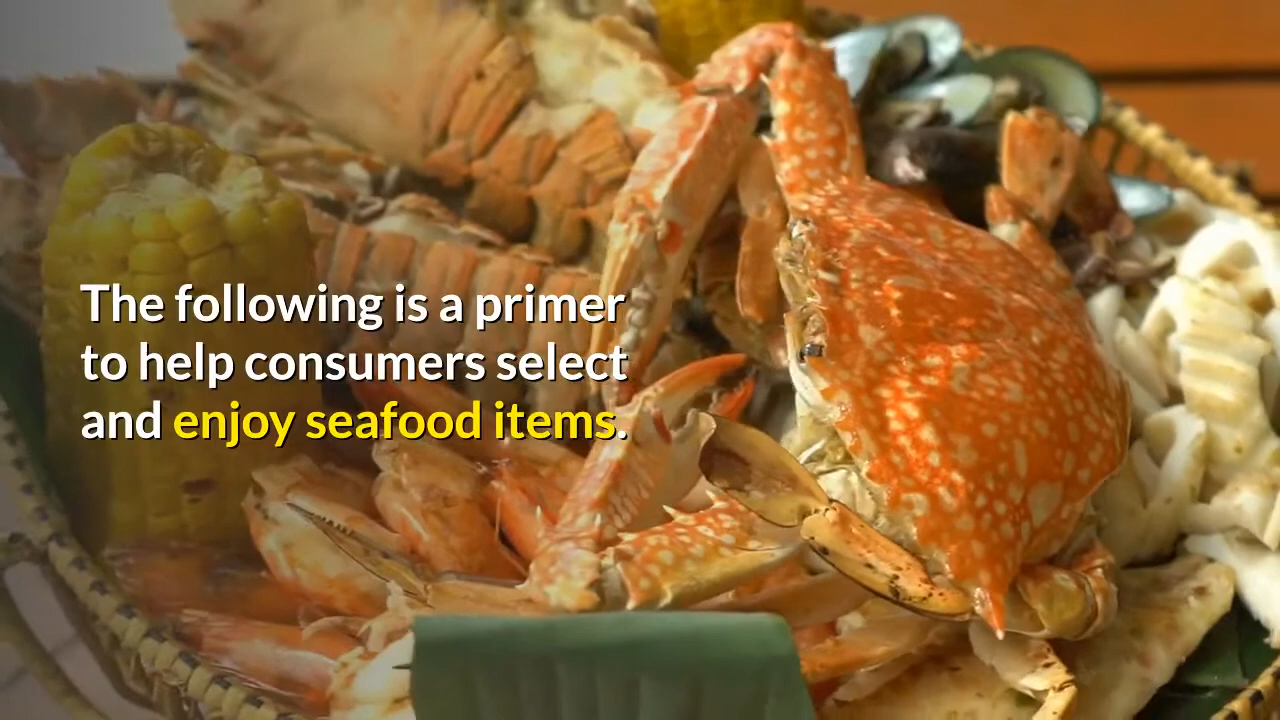 The following is a primer
to help consumers select
and enjoy seafood items.